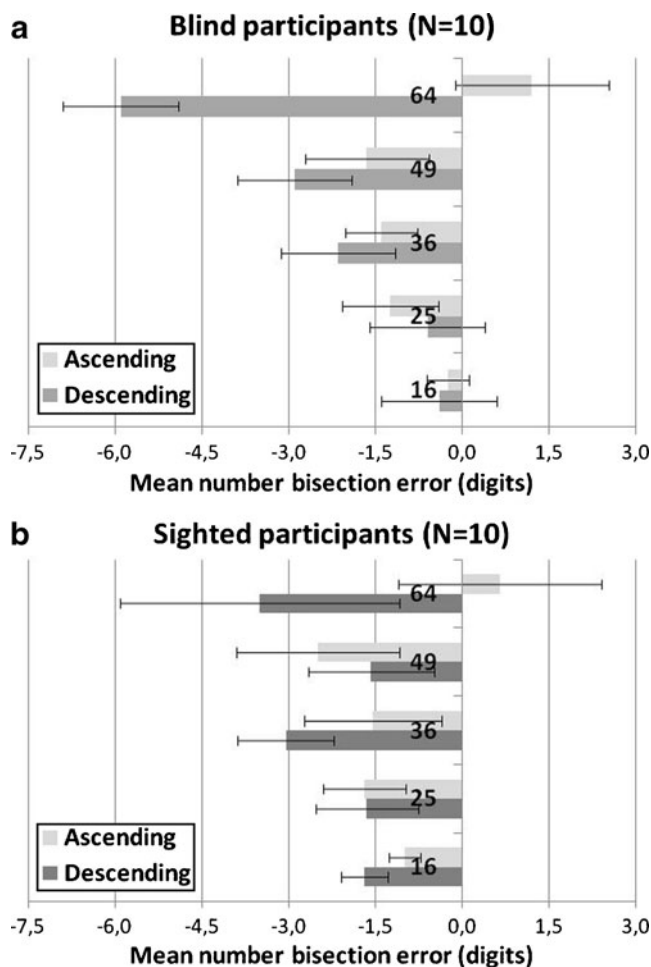 a
Blind participants (N=10)
64
49
36
25
16
Ascending
Descending
-7,5 -6,0 -4,5 -3,0 -1,5 0,0 1,5 3,0
Mean number bisection error (digits)
b
Sighted participants (N=10)
64
49
36
25
16
Ascending
Descending
-7,5 -6,0 -4,5 -3,0 -1,5 0,0 1,5 3,0
Mean number bisection error (digits)